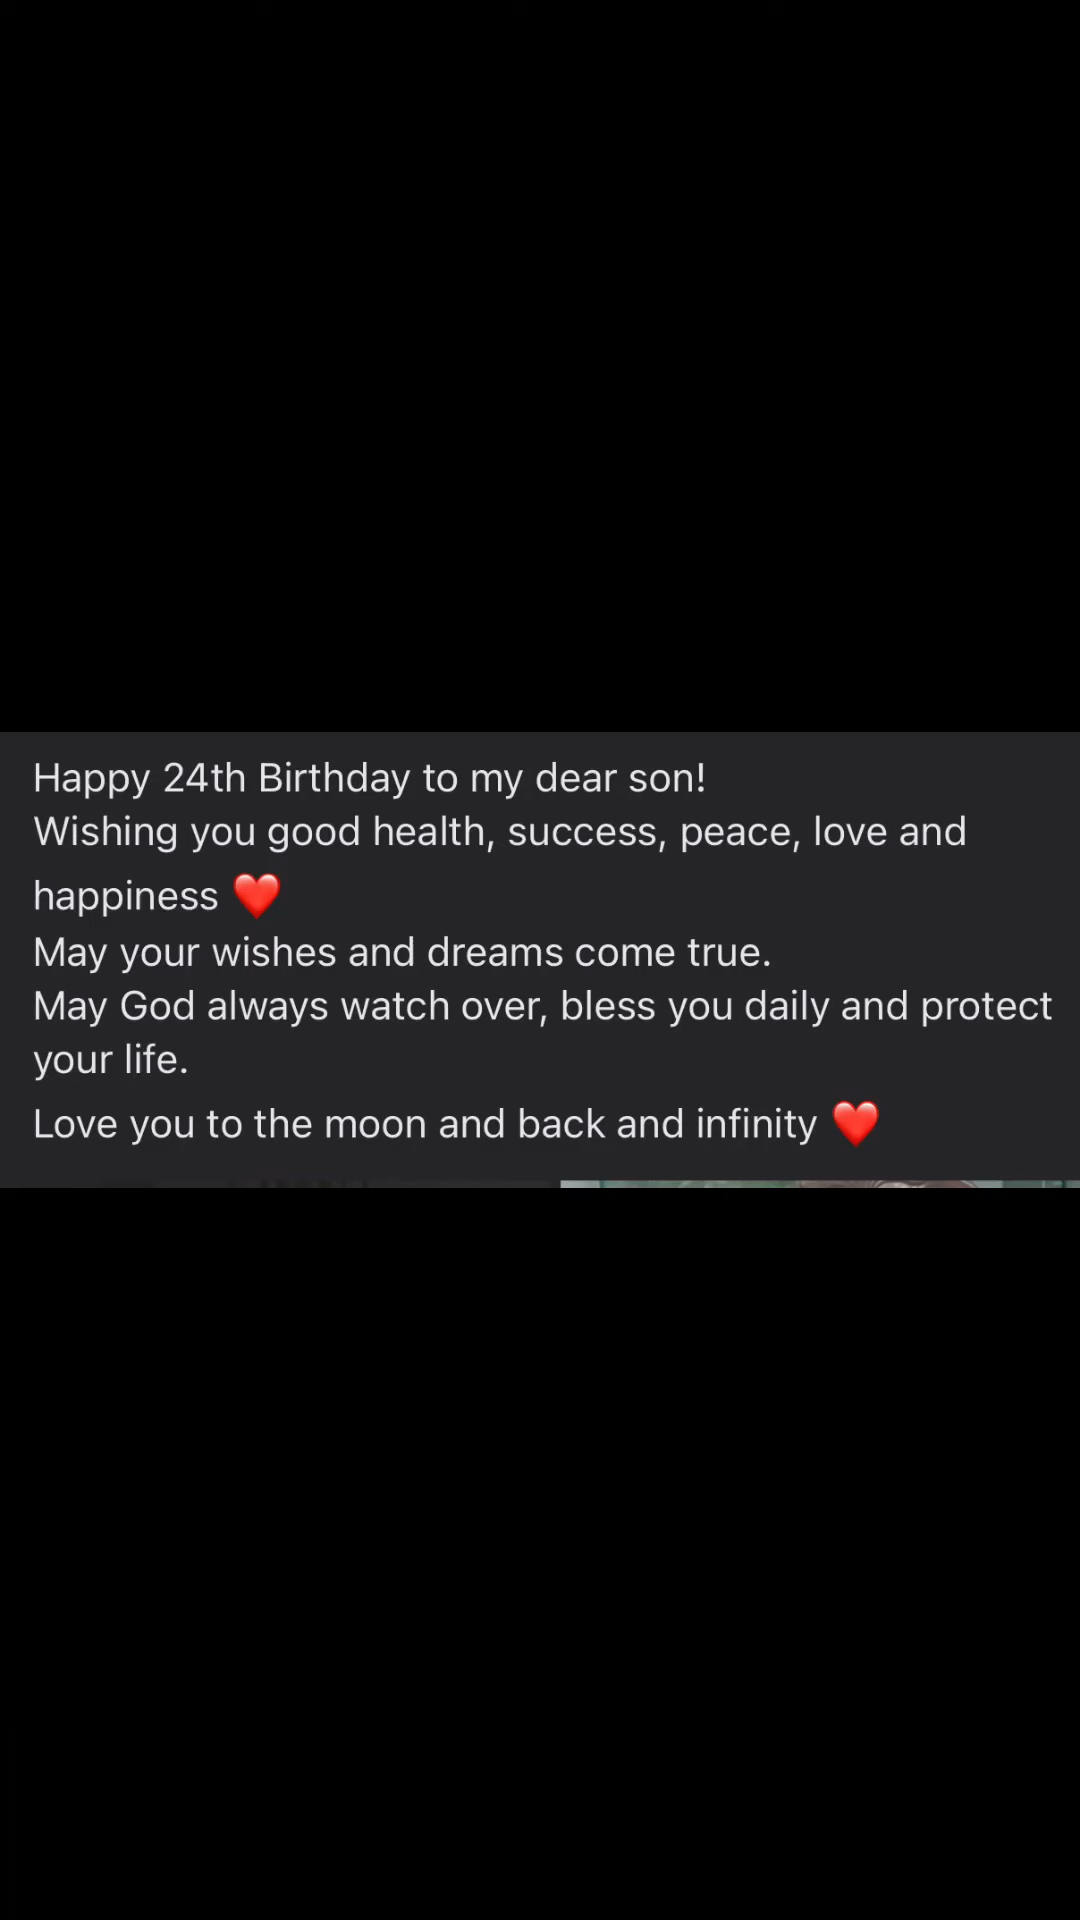 Happy 24th Birthday to my dear son!
Wishing you good health, success, peace, love and
happiness ❤️
May your wishes and dreams come true.
May God always watch over, bless you daily and protect
your life.
Love you to the moon and back and infinity ❤️